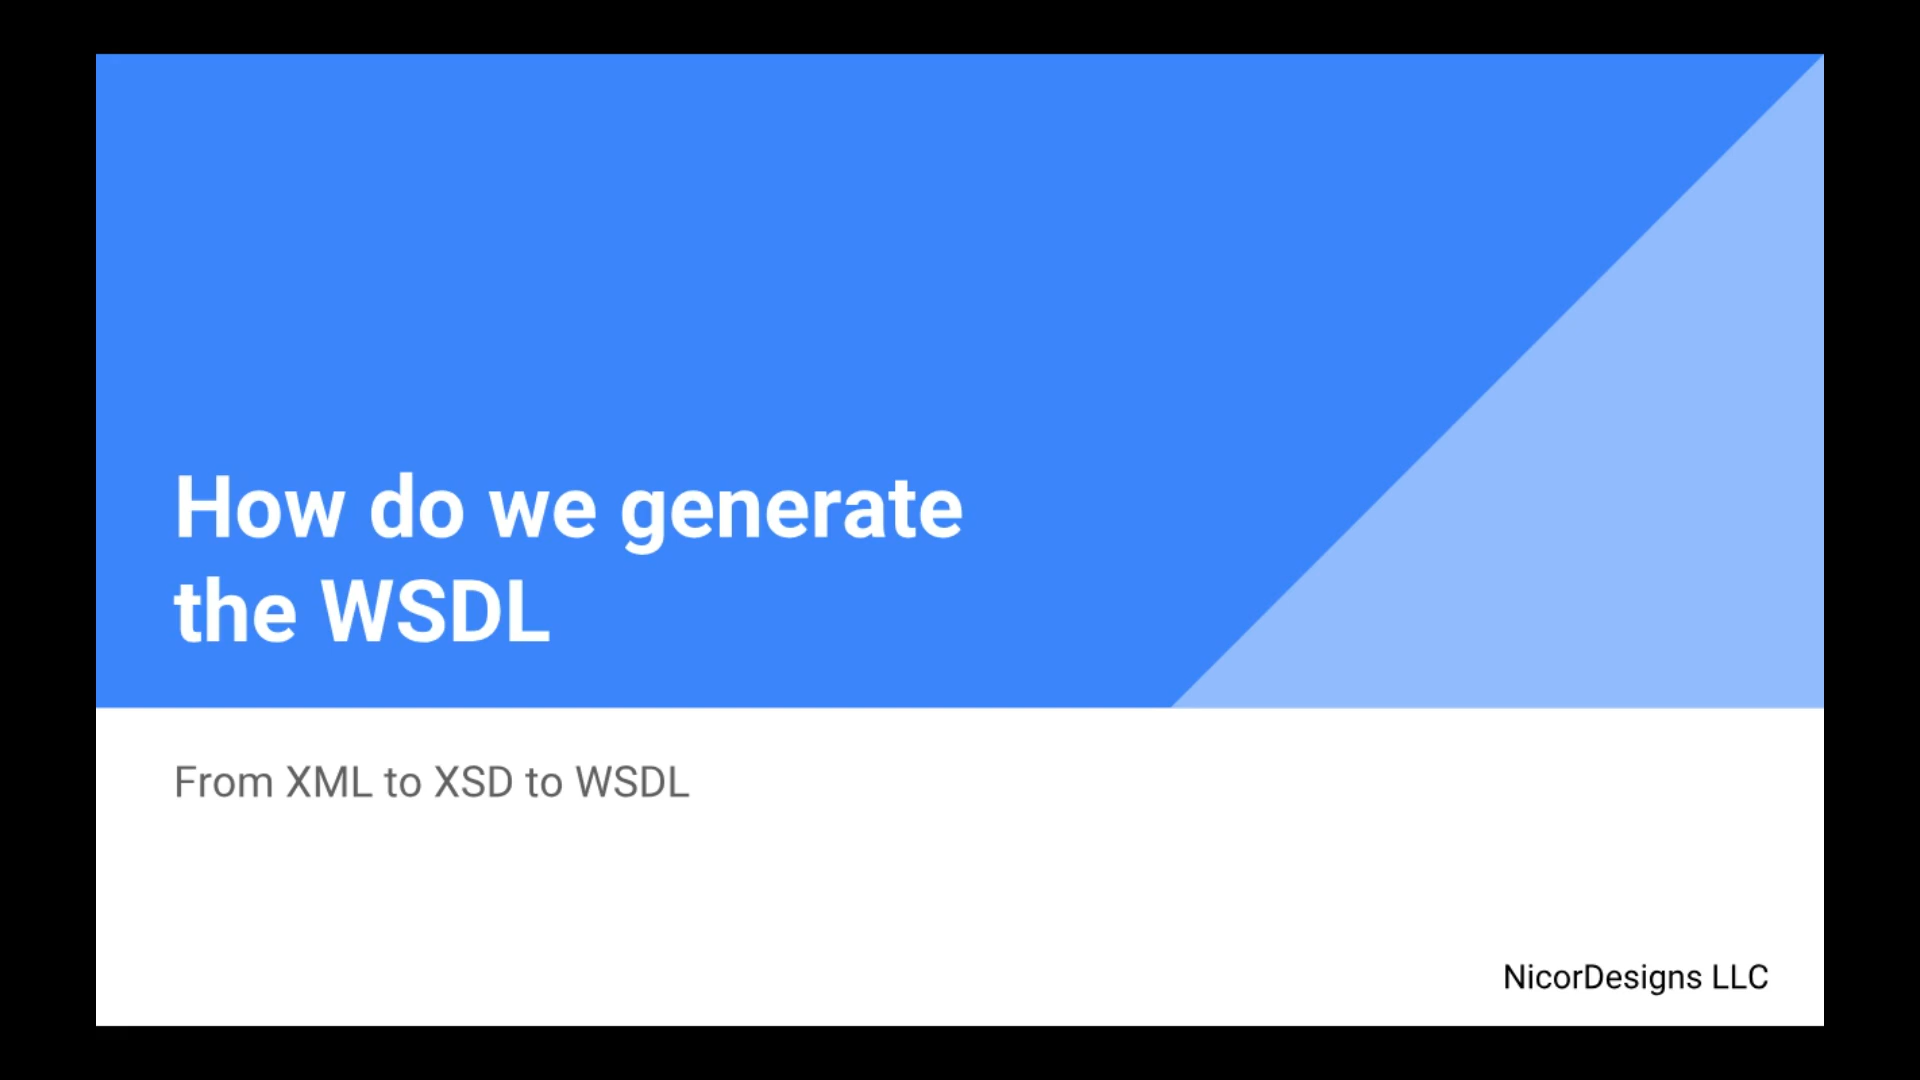 How do we generate
the WSDL
From XML to XSD to WSDL
NicorDesigns LLC